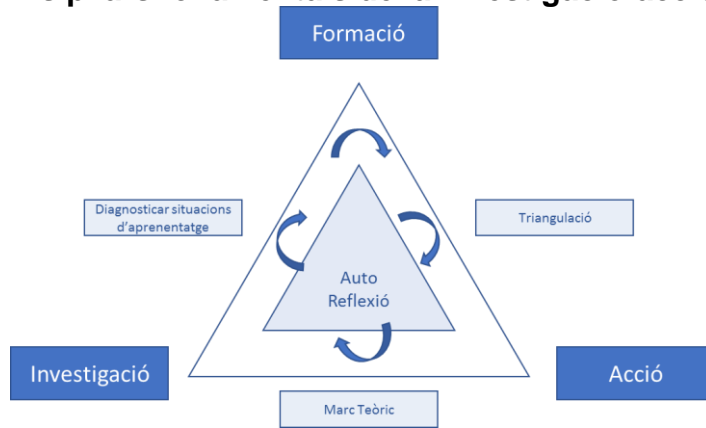 Formació
Diagnosticar situacions
d'aprenentatge
Triangulació
Auto
Reflexió
Investigació
Acció
Marc Teòric